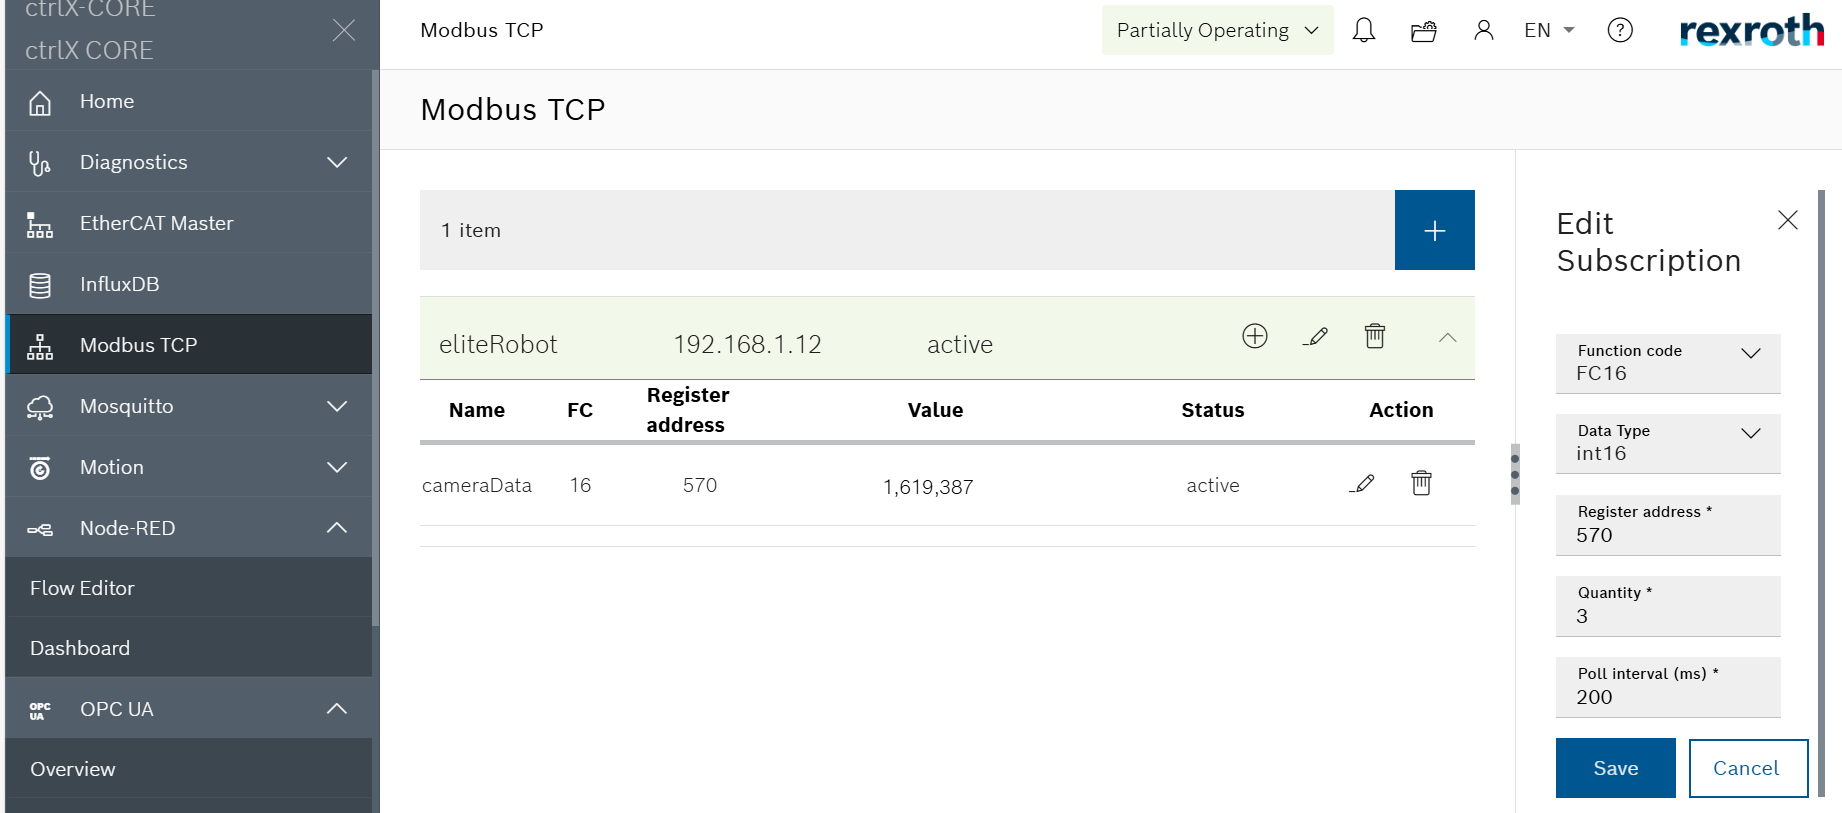 ctrlX-CORE
ctrlX CORE
Home
Diagnostics
EtherCAT Master
InfluxDB
Modbus TCP
Mosquitto
Motion
Node-RED
Flow Editor
Dashboard
OPC UA
OPC UA
Overview
Modbus TCP
Partially Operating
EN
?
rexroth
Modbus TCP
1 item
eliteRobot 192.168.1.12 active
Name FC Register address Value Status Action
cameraData 16 570 1,619,387 active
Edit
Subscription
Function code
FC16
Data Type
int16
Register address *
570
Quantity *
3
Poll interval (ms) *
200
Save Cancel